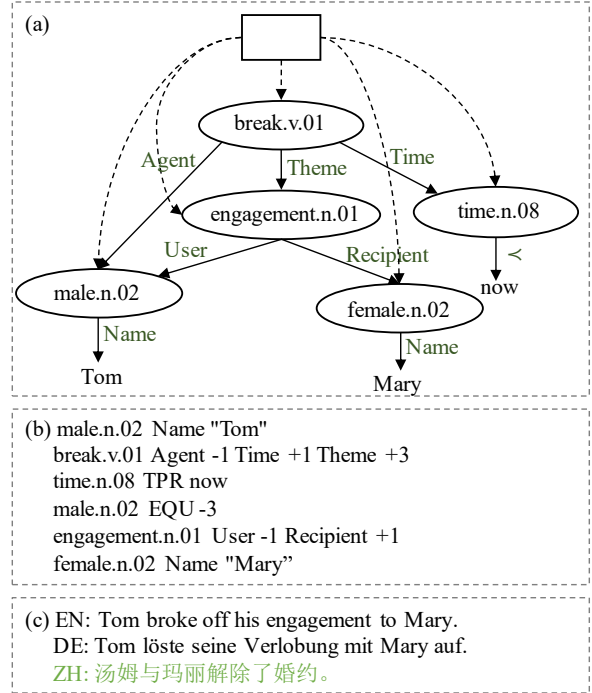 (a)
break.v.01
Agent
Theme
Time
engagement.n.01
time.n.08
User
Recipient
≺
male.n.02
female.n.02
now
Name
Name
Tom
Mary
(b) male.n.02 Name "Tom"
break.v.01 Agent -1 Time +1 Theme +3
time.n.08 TPR now
male.n.02 EQU -3
engagement.n.01 User -1 Recipient +1
female.n.02 Name "Mary”
(c) EN: Tom broke off his engagement to Mary.
DE: Tom löste seine Verlobung mit Mary auf.
ZH: 汤姆与玛丽解除了婚约。